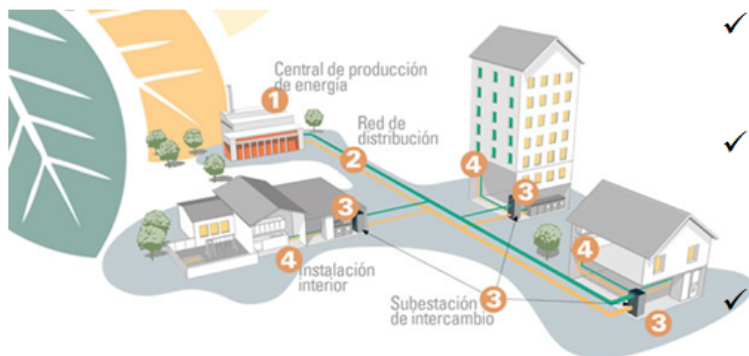 Central de producción
de energía
1
Red de
distribución
2
4
3
3
4
4
Instalación
interior
Subestación
de intercambio
3
3